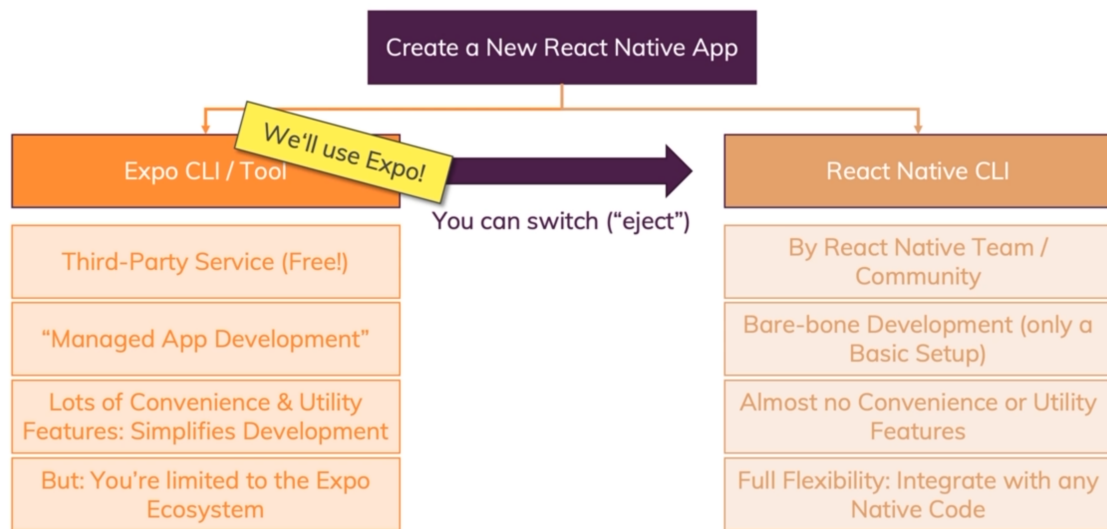 Create a New React Native App
We‘ll use Expo!
Expo CLI / Tool
React Native CLI
You can switch (“eject”)
Third-Party Service (Free!)
“Managed App Development”
Lots of Convenience & Utility
Features: Simplifies Development
But: You’re limited to the Expo
Ecosystem
By React Native Team /
Community
Bare-bone Development (only a
Basic Setup)
Almost no Convenience or Utility
Features
Full Flexibility: Integrate with any
Native Code